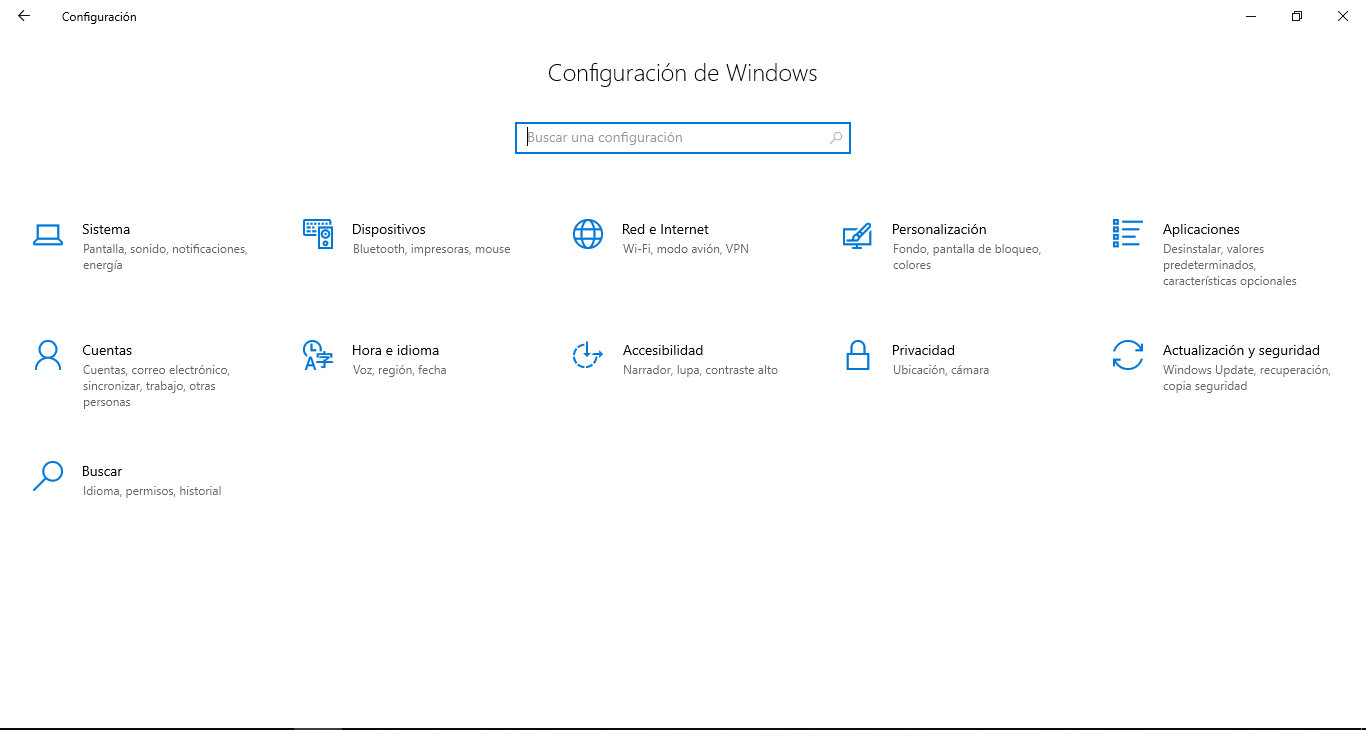 Configuración
Configuración de Windows
Buscar una configuración
Sistema
Pantalla, sonido, notificaciones,
energía
Dispositivos
Bluetooth, impresoras, mouse
Red e Internet
Wi-Fi, modo avión, VPN
Personalización
Fondo, pantalla de bloqueo,
colores
Aplicaciones
Desinstalar, valores
predeterminados,
características opcionales
Cuentas
Cuentas, correo electrónico,
sincronizar, trabajo, otras
personas
Hora e idioma
Voz, región, fecha
Accesibilidad
Narrador, lupa, contraste alto
Privacidad
Ubicación, cámara
Actualización y seguridad
Windows Update, recuperación,
copia seguridad
Buscar
Idioma, permisos, historial